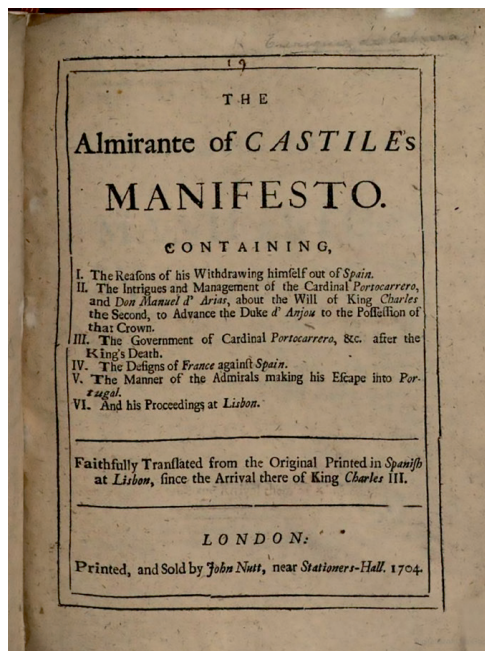 19
THE
Almirante of CASTILE's
MANIFESTO.
CONTAINING,
I. The Reaſons of his Withdrawing himſelf out of Spain.
II. The Intrigues and Management of the Cardinal Portocarrero,
and Don Manuel d' Arias, about the Will of King Charles
the Second, to Advance the Duke d' Anjou to the Poſſeſſion of
that Crown.
III. The Government of Cardinal Portocarrero, &c. after the
King's Death.
IV. The Deſigns of France againſt Spain.
V. The Manner of the Admirals making his Eſcape into Por-
tugal.
VI. And his Proceedings at Lisbon.
Faithfully Tranſlated from the Original Printed in Spaniſh
at Lisbon, ſince the Arrival there of King Charles III.
LONDON:
Printed, and Sold by John Nutt, near Stationers-Hall. 1704.